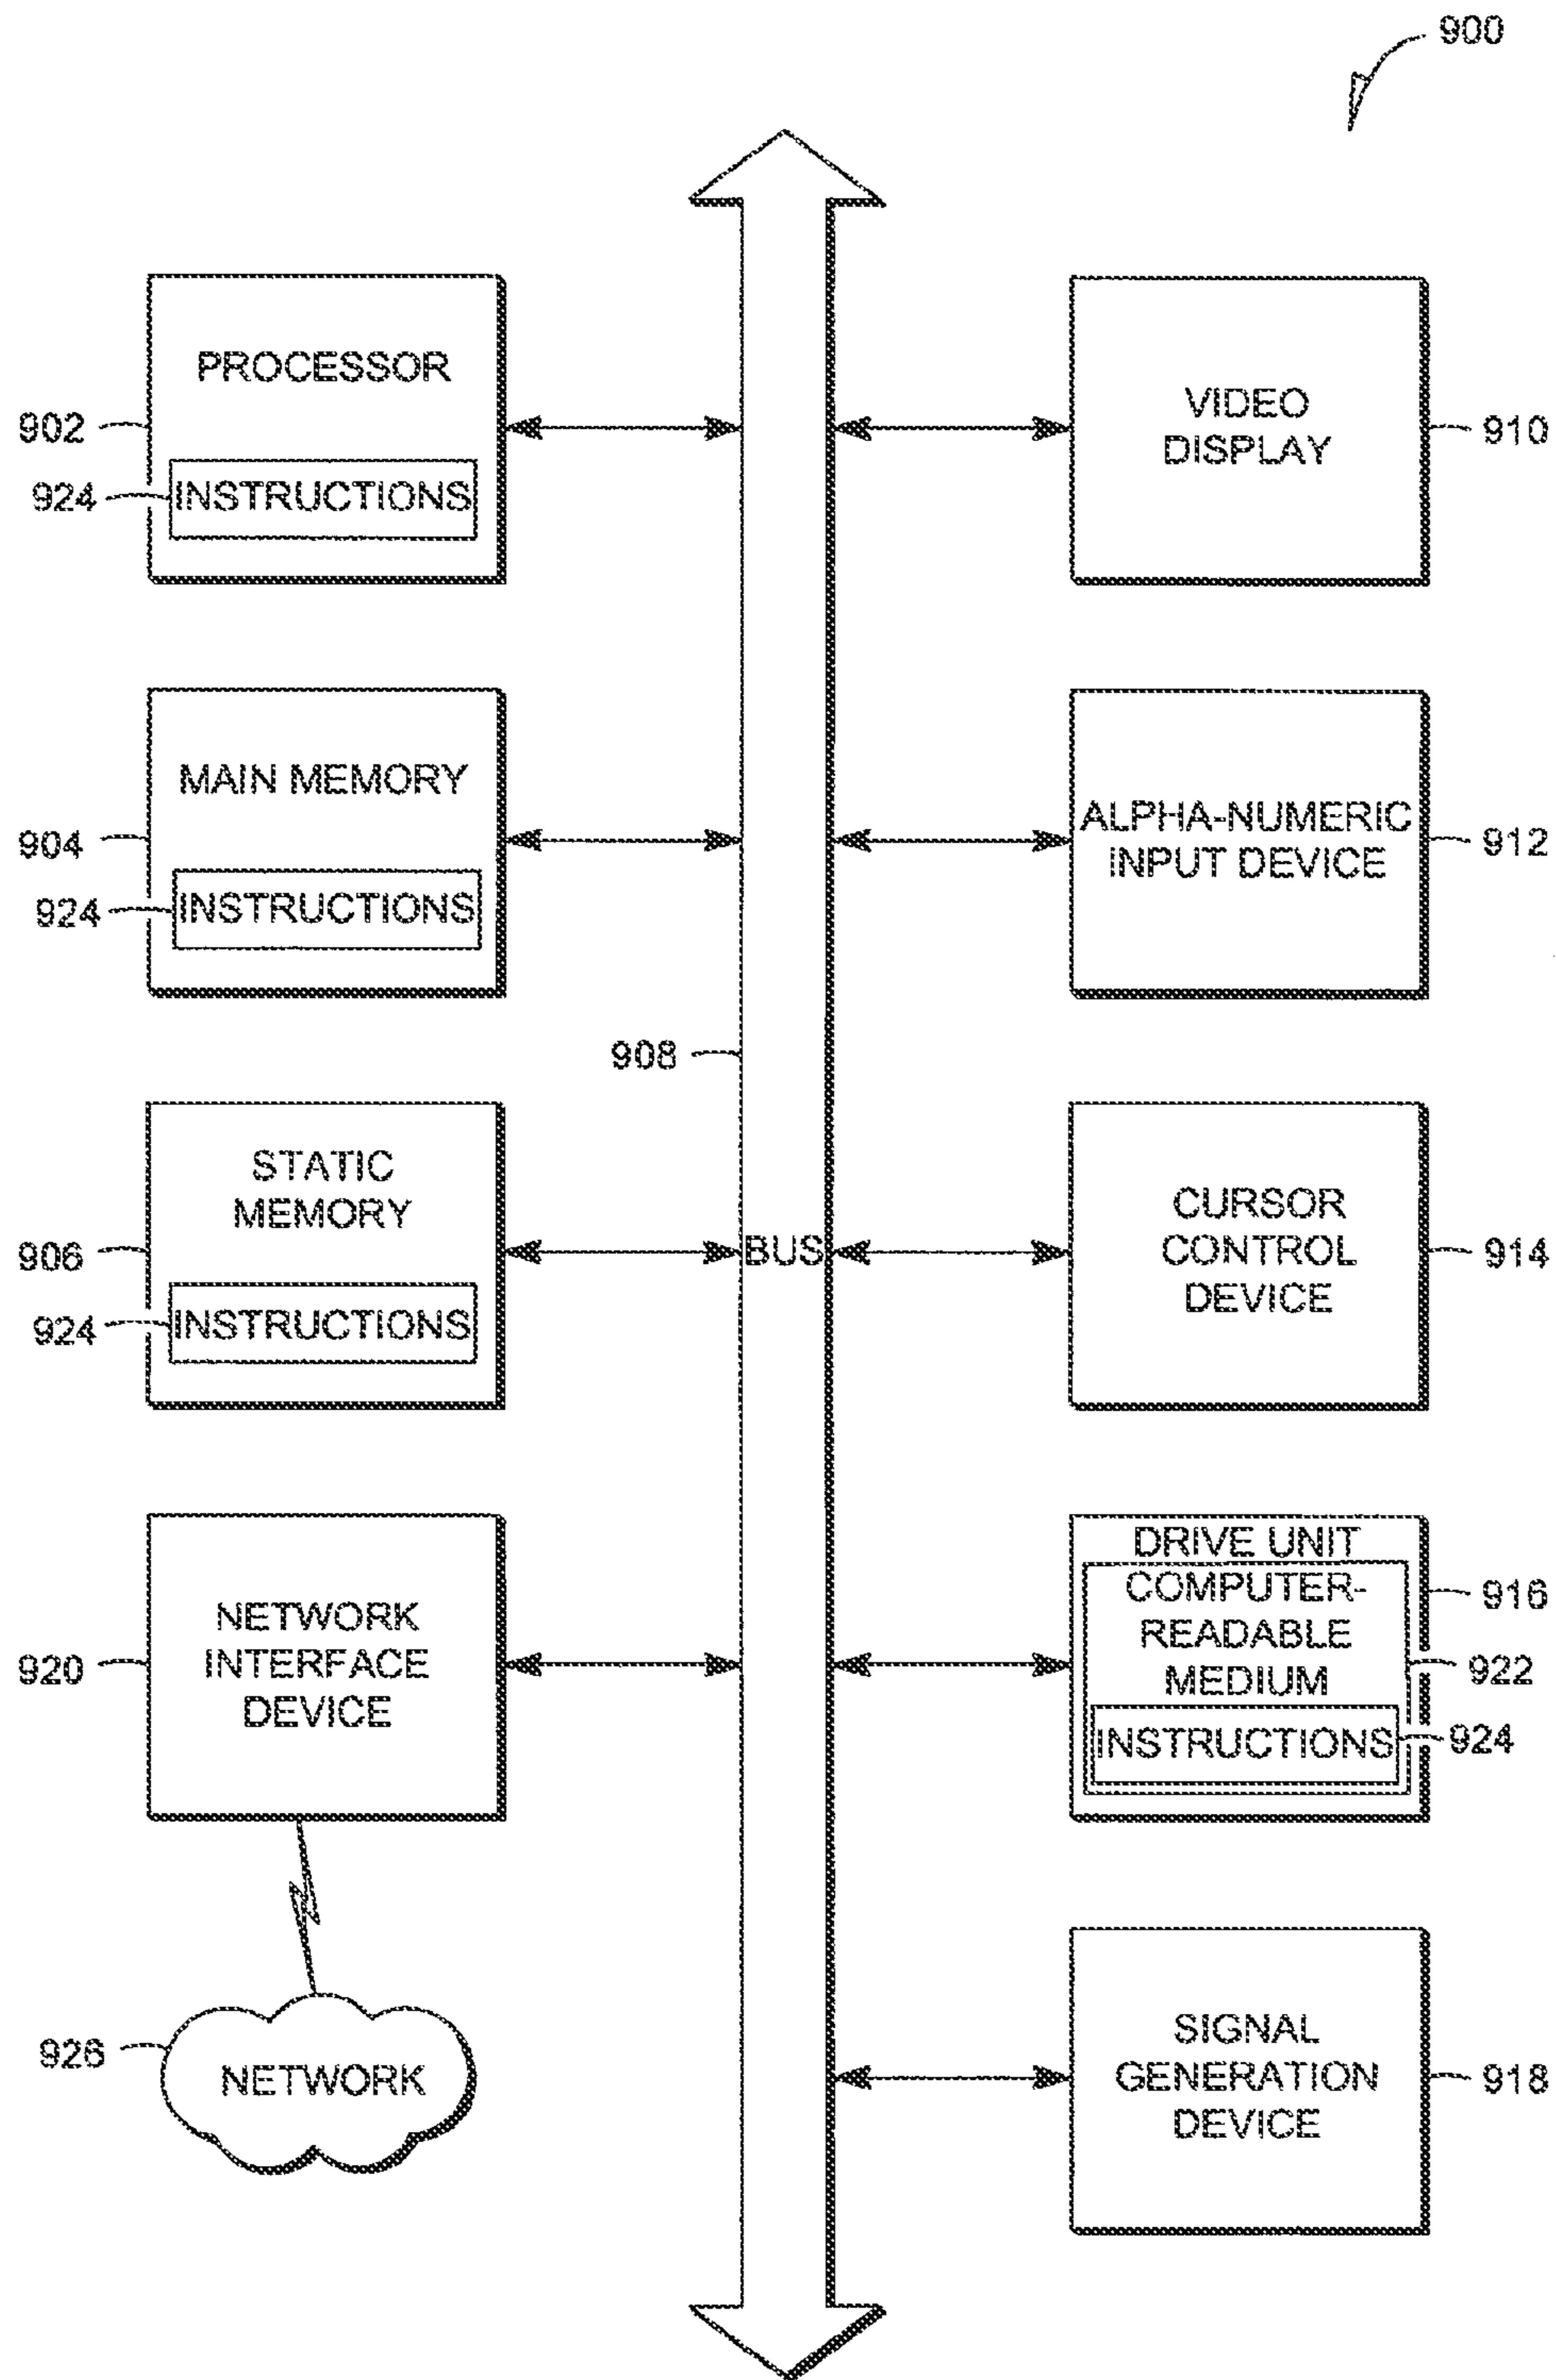 900
PROCESSOR
902
924
INSTRUCTIONS
VIDEO
DISPLAY
910
MAIN MEMORY
904
924
INSTRUCTIONS
ALPHA-NUMERIC
INPUT DEVICE
912
908
STATIC
MEMORY
906
924
INSTRUCTIONS
BUS
CURSOR
CONTROL
DEVICE
914
NETWORK
INTERFACE
DEVICE
920
DRIVE UNIT
916
COMPUTER-
READABLE
MEDIUM
922
INSTRUCTIONS
924
926
NETWORK
SIGNAL
GENERATION
DEVICE
918